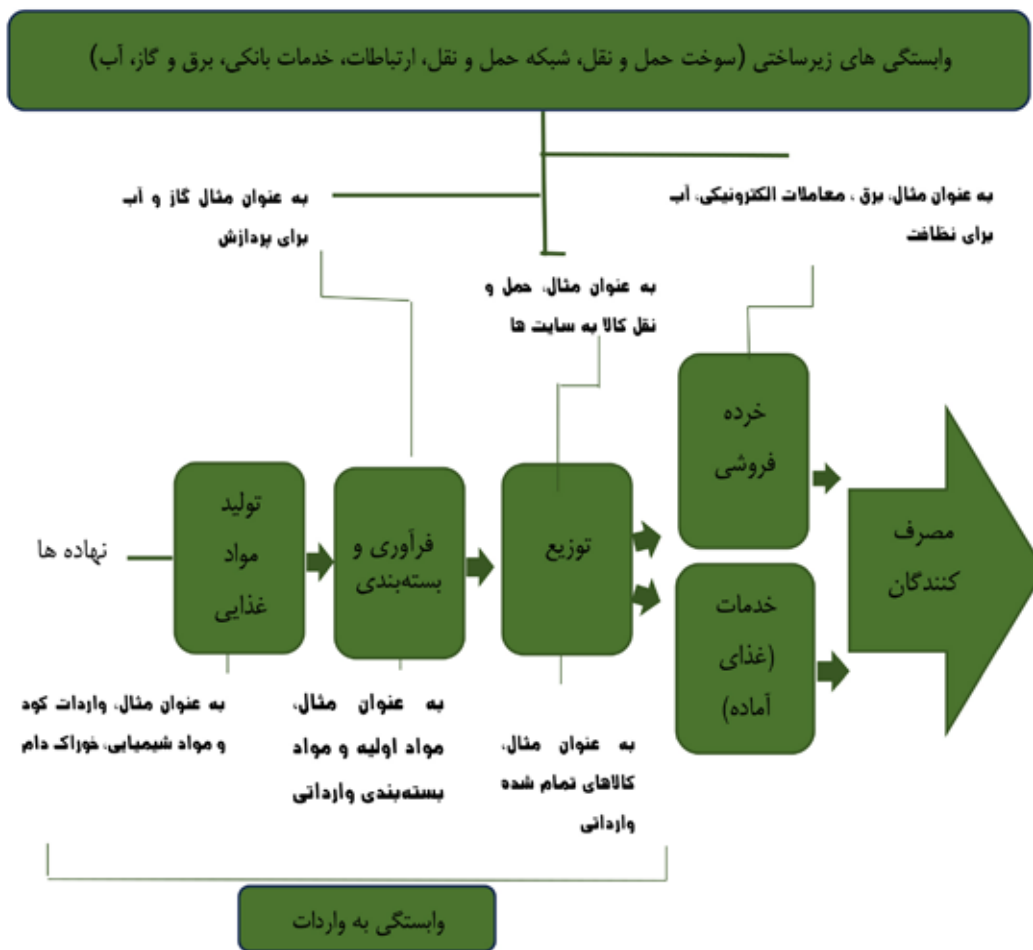 وابستگی های زیرساختی (سوخت حمل و نقل، شبکه حمل و نقل، ارتباطات، خدمات بانکی، برق و گاز، آب)
به عنوان مثال، برق ، معاملات الکترونیکی، آب
برای نظافت
به عنوان مثال گاز و آب
برای پردازش
به عنوان مثال، حمل و
نقل کالا به سایت ها
خرده
فروشی
مصرف
کنندگان
خدمات
(غذای
آماده)
توزیع
فرآوری و
بسته‌بندی
تولید
مواد
غذایی
نهاده ها
به عنوان مثال، واردات کود
و مواد شیمیایی، خوراک دام
به عنوان مثال،
مواد اولیه و مواد
بسته‌بندی وارداتی
به عنوان مثال،
کالاهای تمام شده
وارداتی
وابستگی به واردات